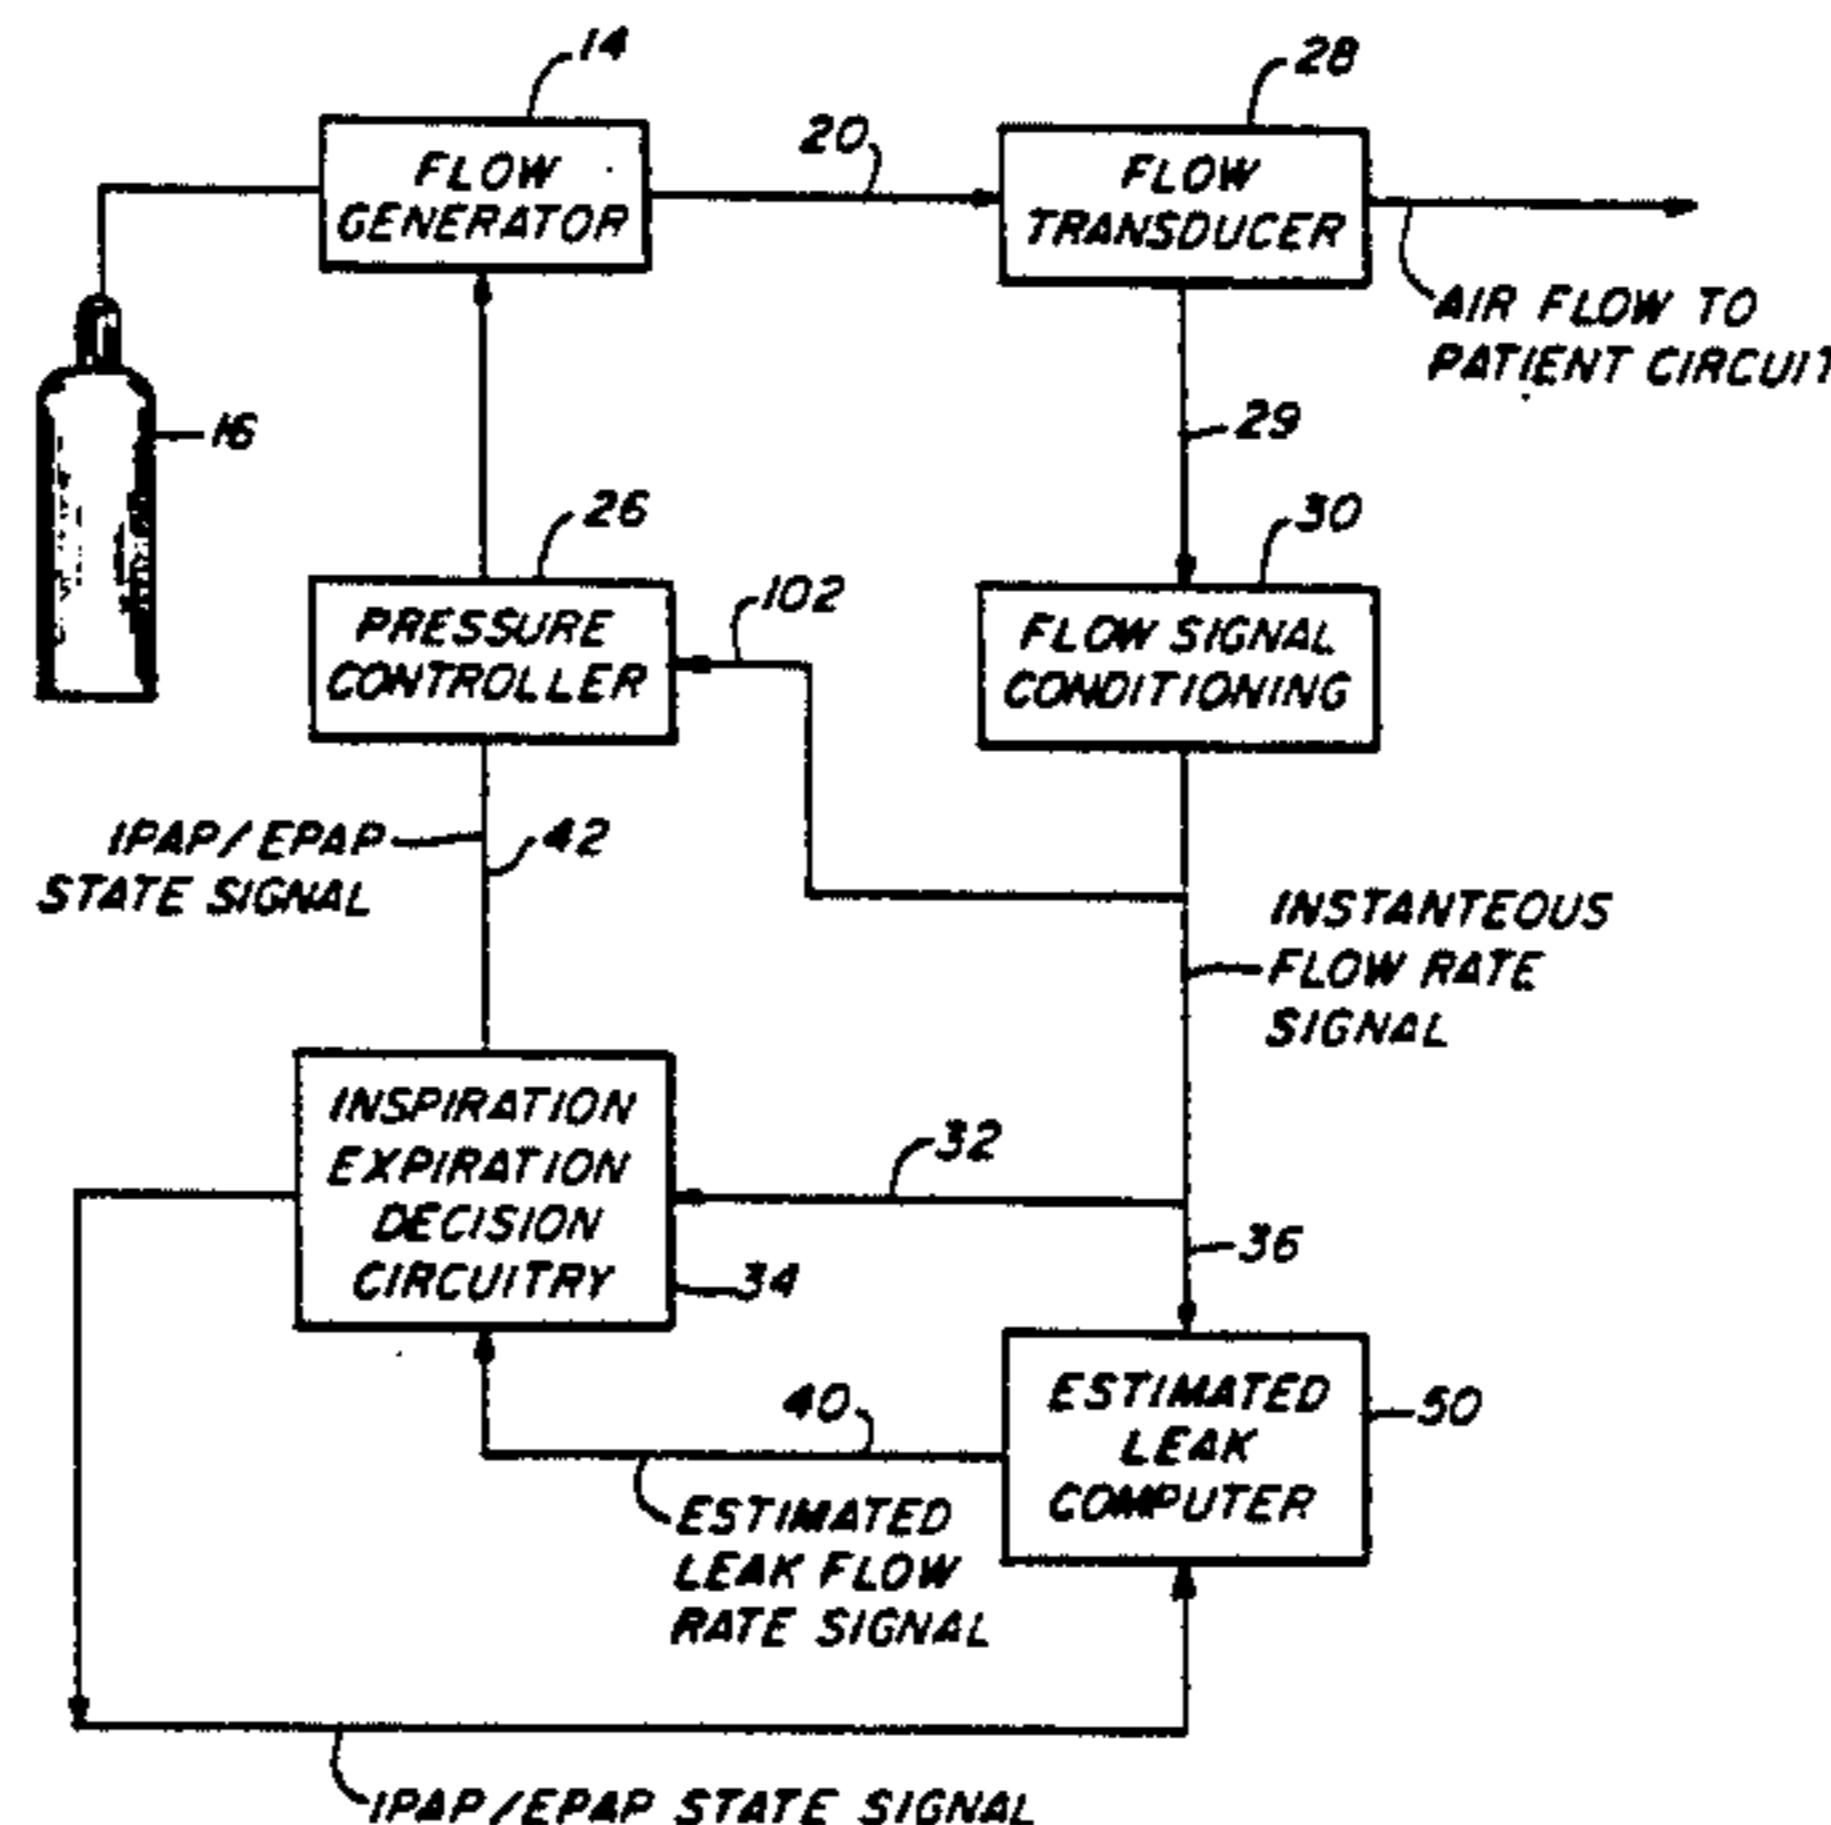 14
28
20
FLOW
GENERATOR
FLOW
TRANSDUCER
AIR FLOW TO
PATIENT CIRCUIT
16
29
26
30
102
PRESSURE
CONTROLLER
FLOW SIGNAL
CONDITIONING
IPAP/EPAP
STATE SIGNAL
42
INSTANTEOUS
FLOW RATE
SIGNAL
INSPIRATION
EXPIRATION
DECISION
CIRCUITRY
32
36
34
40
ESTIMATED
LEAK
COMPUTER
50
ESTIMATED
LEAK FLOW
RATE SIGNAL
IPAP/EPAP STATE SIGNAL